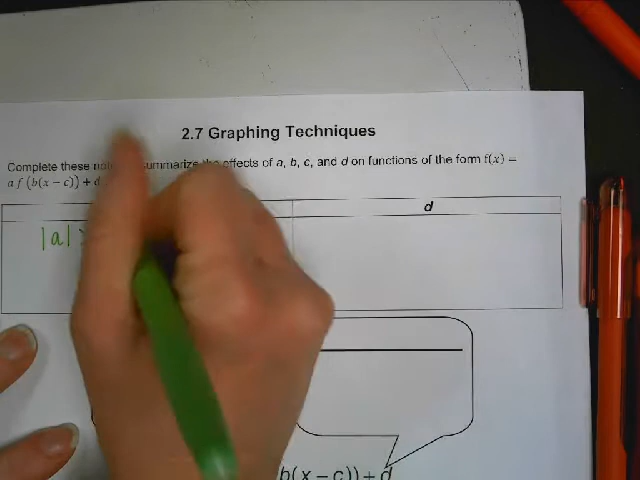 2.7 Graphing Techniques
Complete these summarize the effects of a, b, c, and d on functions of the form f(x) =
a f (b(x − c)) + d
d
|a|
b(x − c)) + d